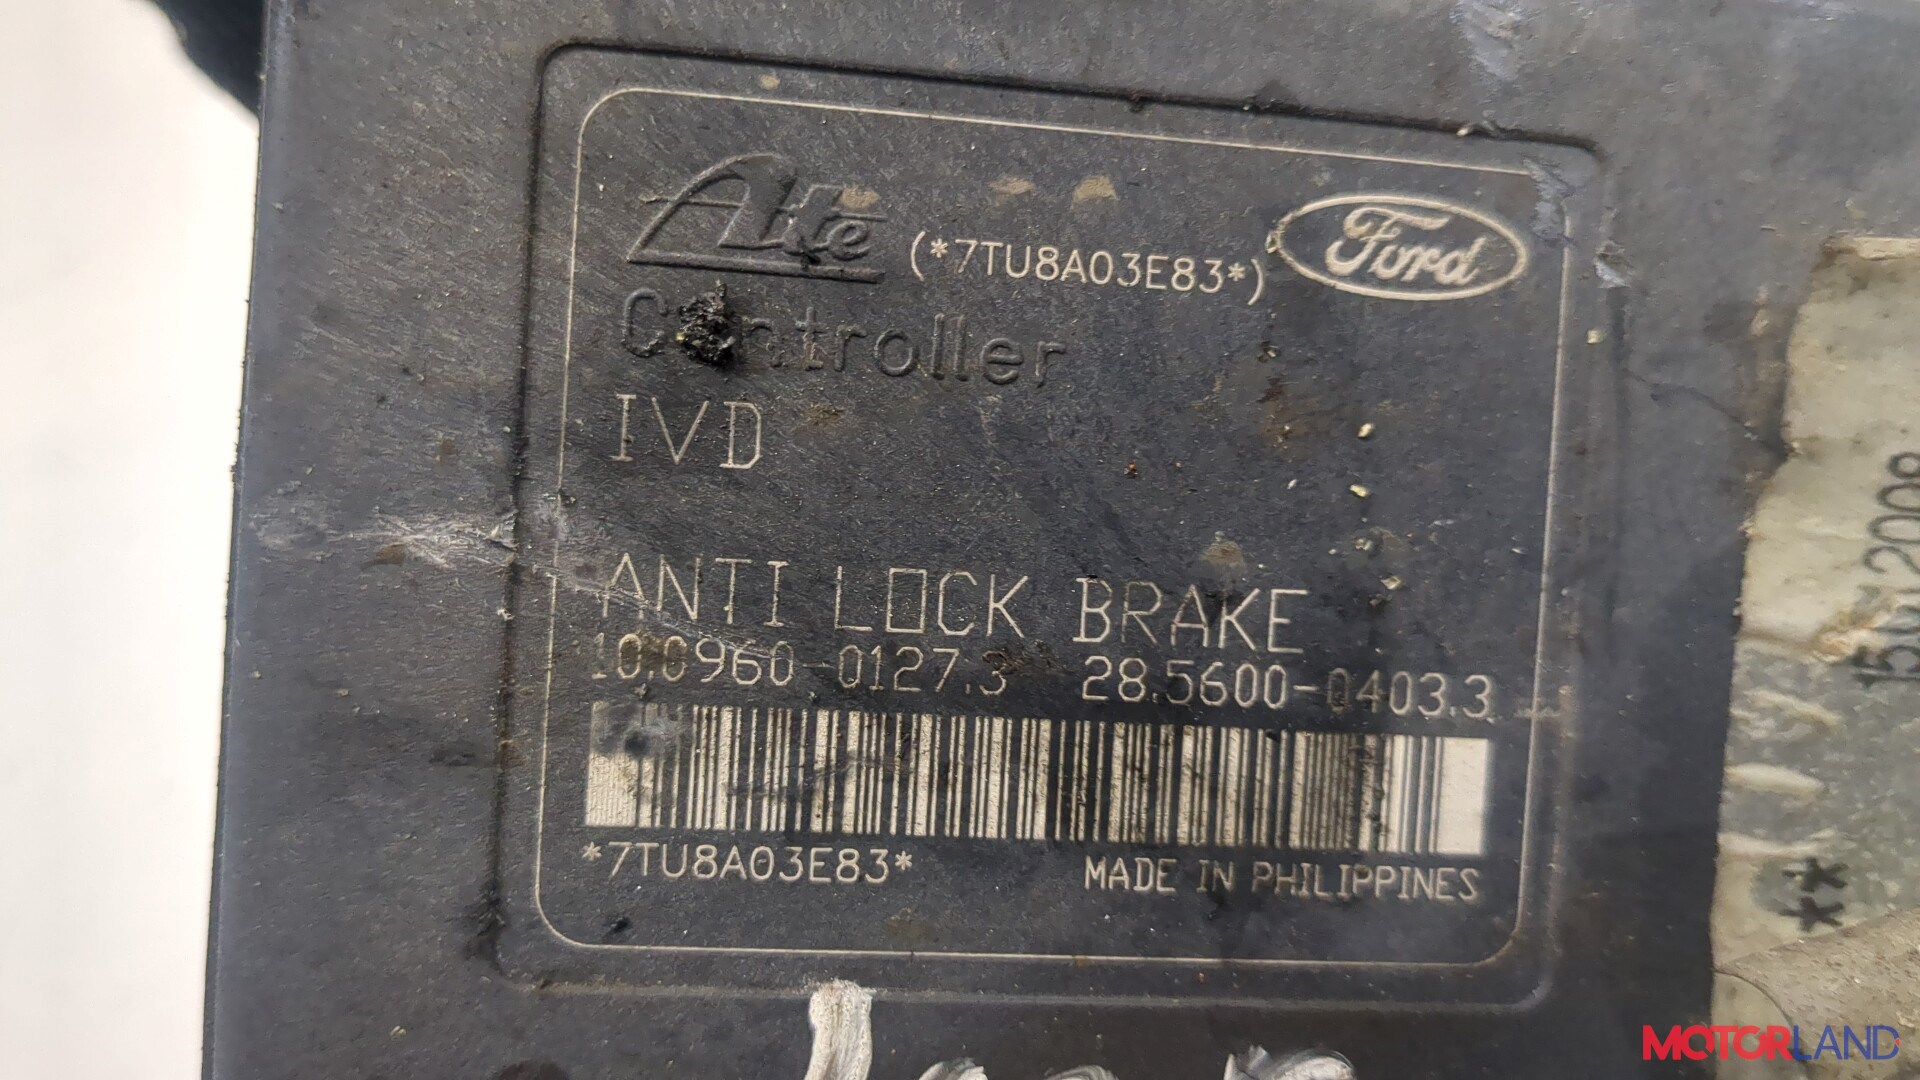 Ate (*7TU8A03E83*) Ford
Controller
IVD
ANTI LOCK BRAKE
10.0960-0127.3 28.5600-0403.3
*7TU8A03E83* MADE IN PHILIPPINES
2008
**
MOTORLAND